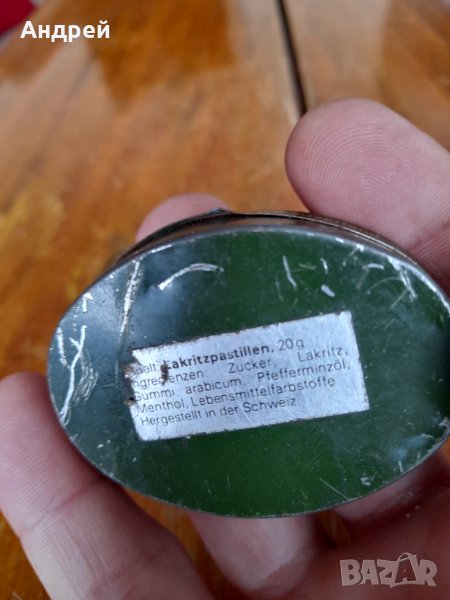 Андрей
Lakritzpastillen, 20g
Ingredienzen: Zucker, Lakritz,
Gummi arabicum, Pfefferminzöl,
Menthol, Lebensmittelfarbstoffe
Hergestellt in der Schweiz
BAZAR